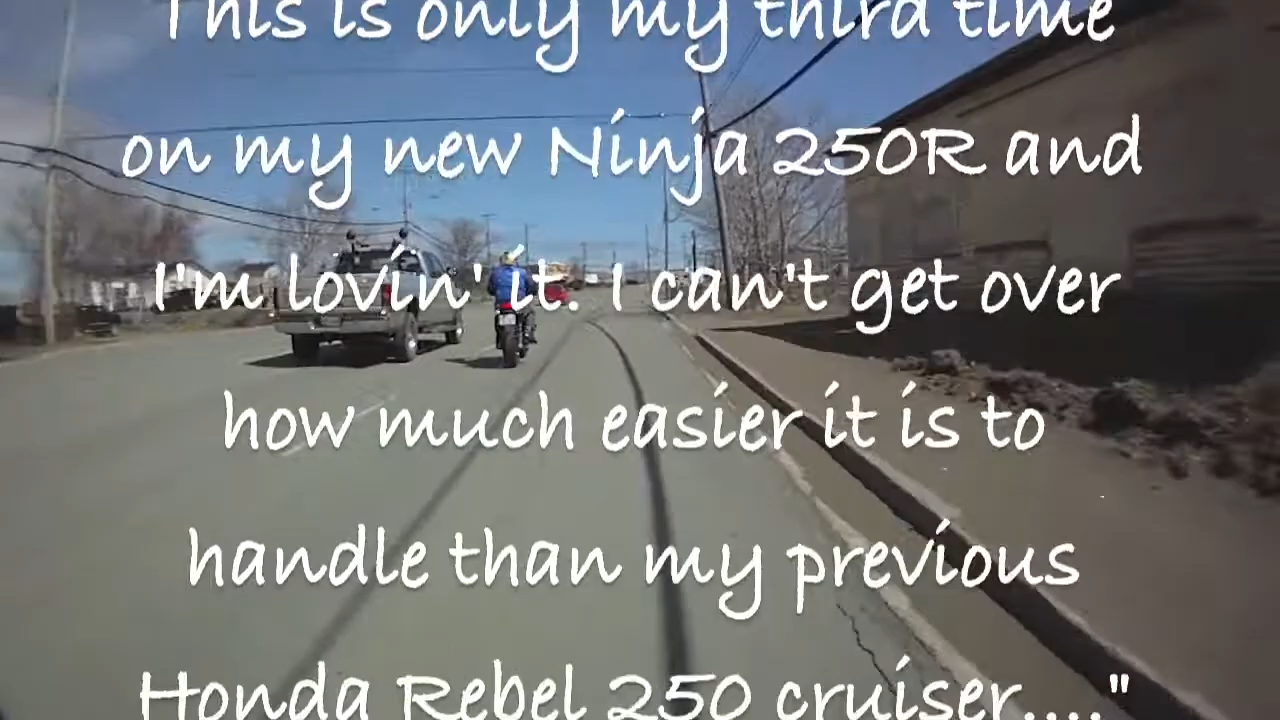 This is only my third time
on my new Ninja 250R and
I'm lovin' it. I can't get over
how much easier it is to
handle than my previous
Honda Rebel 250 cruiser...."